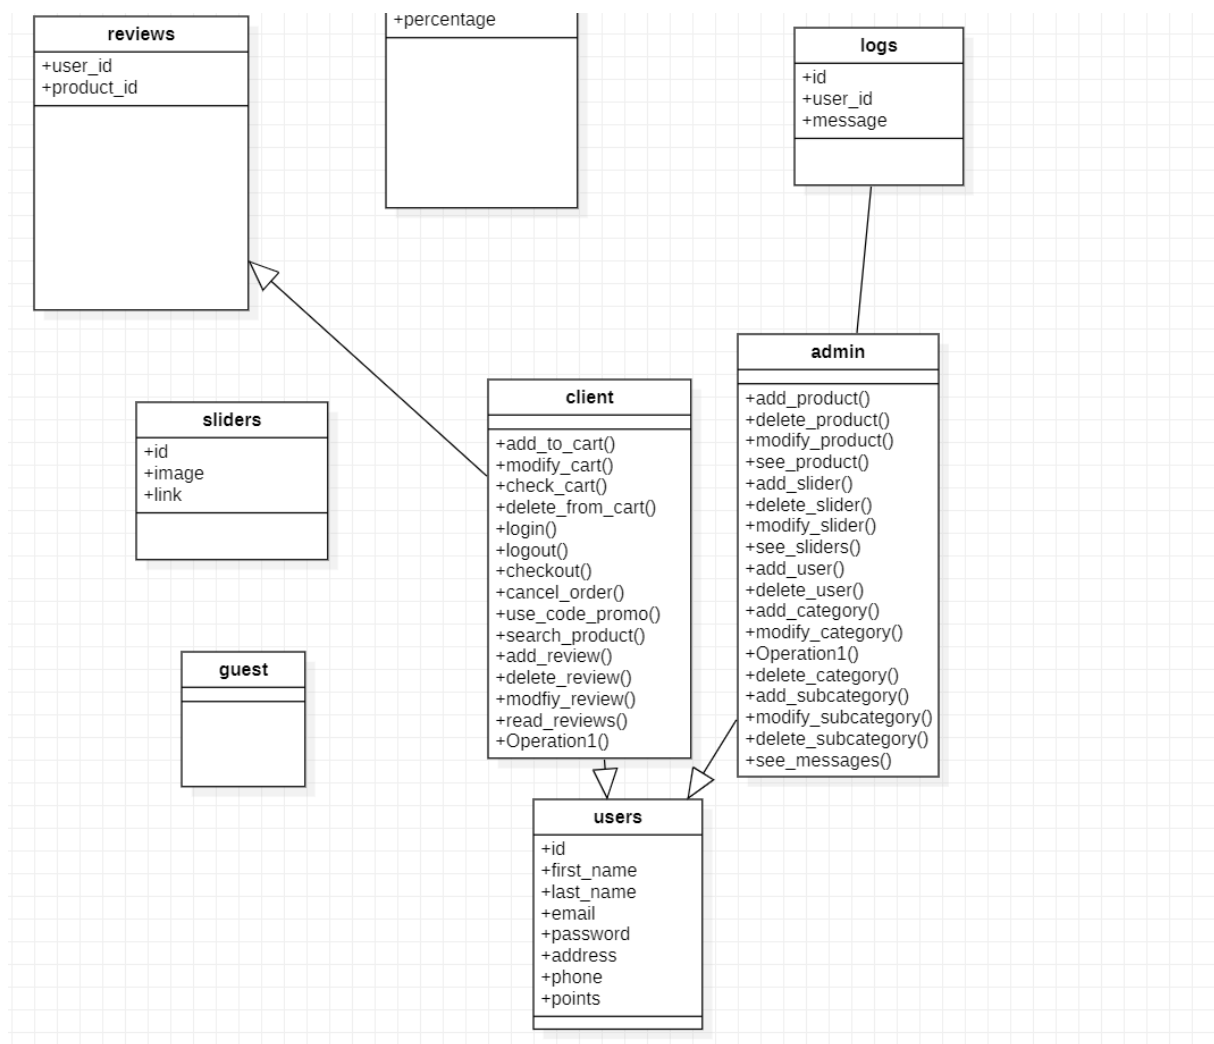 reviews
+user_id
+product_id
+percentage
logs
+id
+user_id
+message
sliders
+id
+image
+link
guest
client
+add_to_cart()
+modify_cart()
+check_cart()
+delete_from_cart()
+login()
+logout()
+checkout()
+cancel_order()
+use_code_promo()
+search_product()
+add_review()
+delete_review()
+modfiy_review()
+read_reviews()
+Operation1()
admin
+add_product()
+delete_product()
+modify_product()
+see_product()
+add_slider()
+delete_slider()
+modify_slider()
+see_sliders()
+add_user()
+delete_user()
+add_category()
+modify_category()
+Operation1()
+delete_category()
+add_subcategory()
+modify_subcategory()
+delete_subcategory()
+see_messages()
users
+id
+first_name
+last_name
+email
+password
+address
+phone
+points